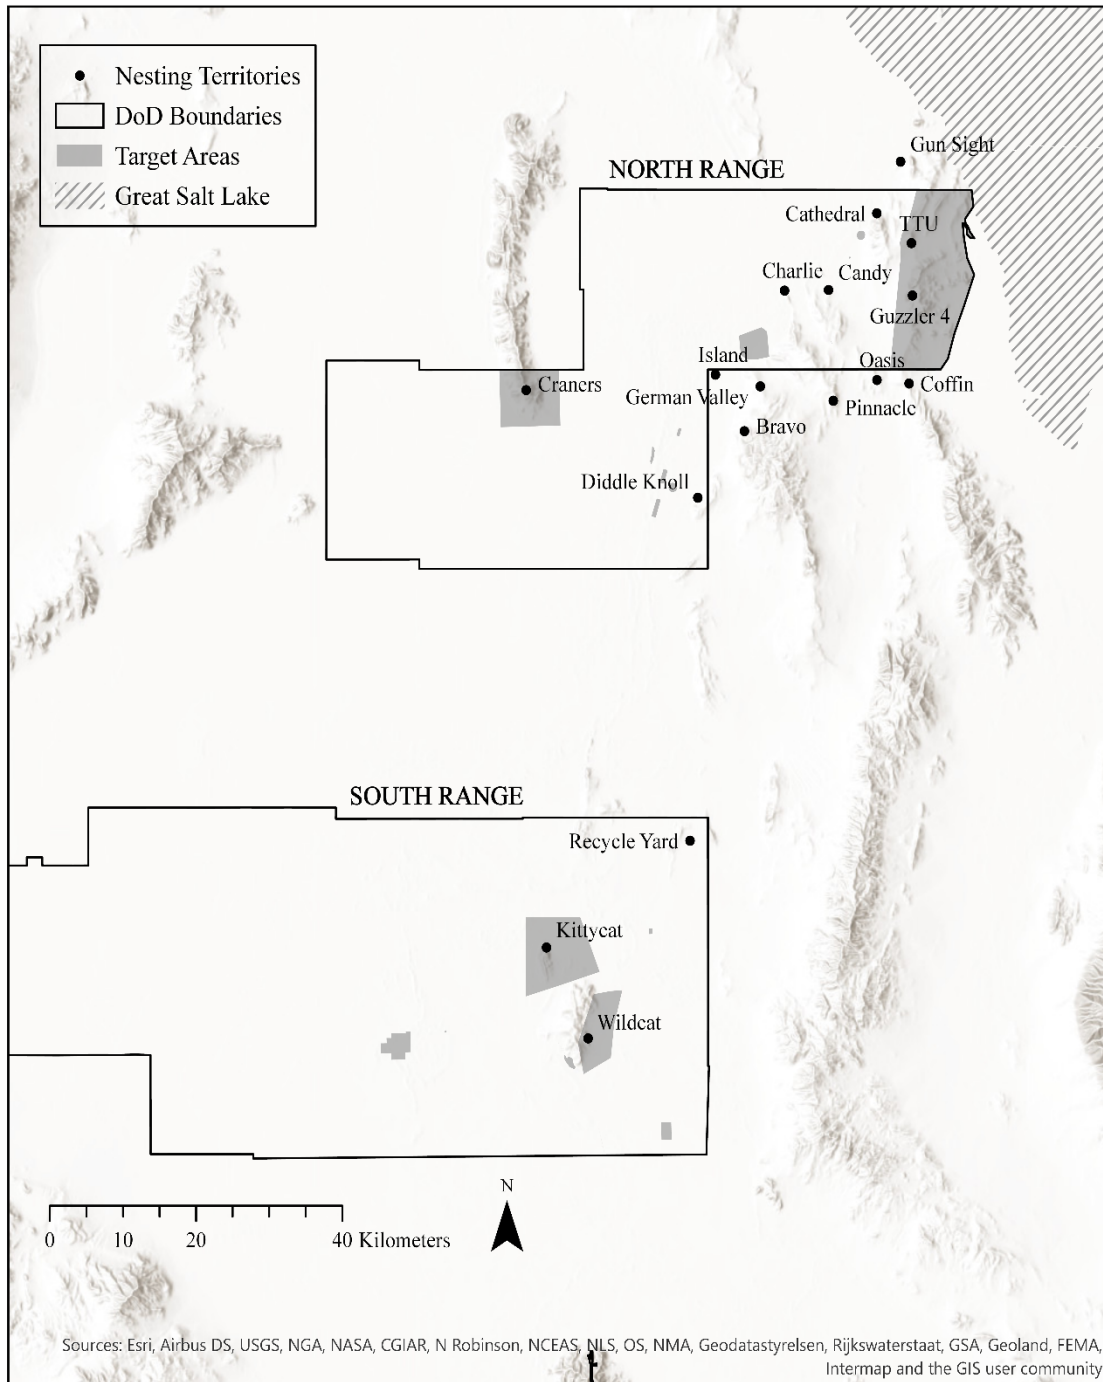 Nesting Territories
DoD Boundaries
Target Areas
Great Salt Lake
Gun Sight
NORTH RANGE
Cathedral
TTU
Charlie
Candy
Guzzler 4
Island
Oasis
Craners
German Valley
Coffin
Pinnacle
Bravo
Diddle Knoll
SOUTH RANGE
Recycle Yard
Kittycat
Wildcat
N
0 10 20 40 Kilometers
Sources: Esri, Airbus DS, USGS, NGA, NASA, CGIAR, N Robinson, NCEAS, NLS, OS, NMA, Geodatastyrelsen, Rijkswaterstaat, GSA, Geoland, FEMA,
Intermap and the GIS user community